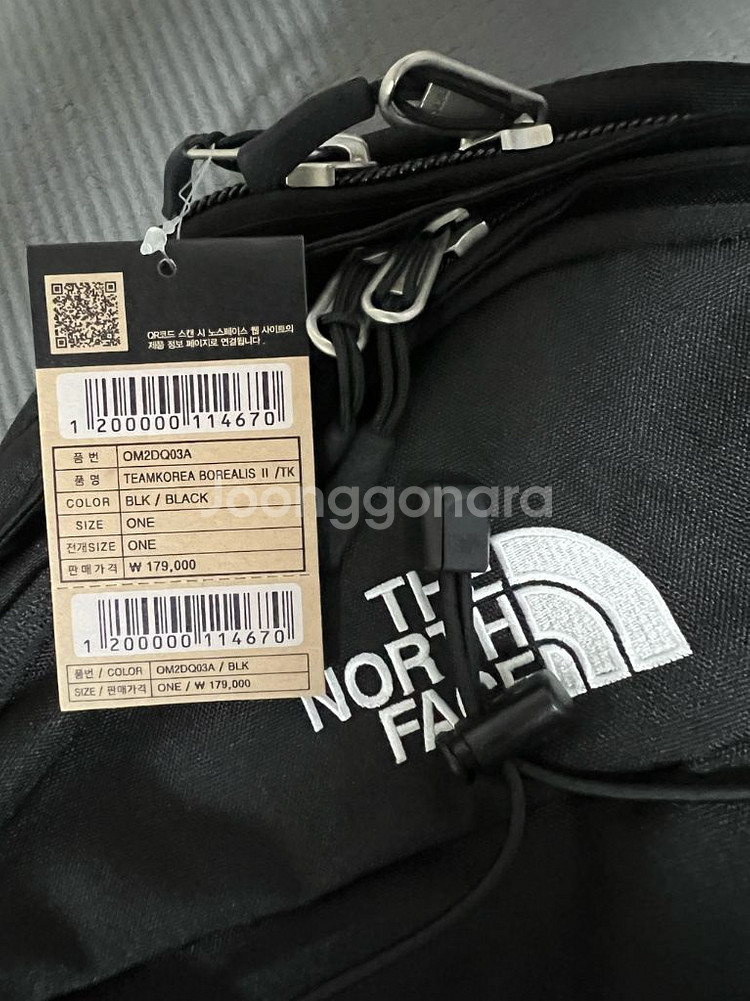 QR코드 스캔 시 노스페이스 웹 사이트의
제품 정보 페이지로 연결됩니다.
1 200000 114670
품 번 OM2DQ03A
품 명 TEAMKOREA BOREALIS II /TK
COLOR BLK / BLACK
SIZE ONE
전개SIZE ONE
판매가격 ₩ 179,000
1 200000 114670
품번 / COLOR OM2DQ03A / BLK
SIZE / 판매가격 ONE / ₩ 179,000
Joonggonara
THE
NORTH
FACE